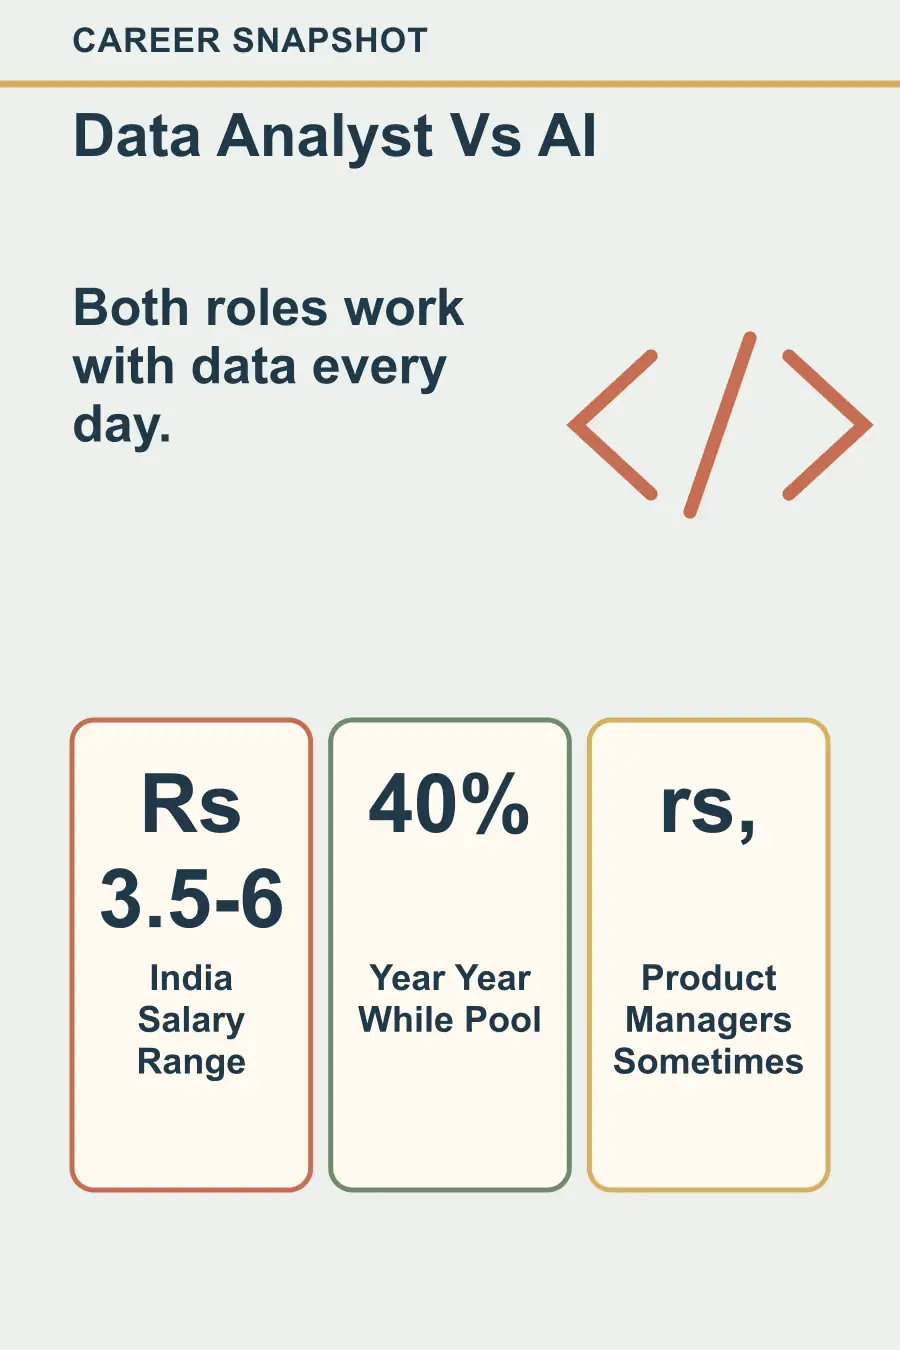 CAREER SNAPSHOT
Data Analyst Vs AI
Both roles work
with data every
day.
Rs
3.5-6
India
Salary
Range
40%
Year Year
While Pool
rs,
Product
Managers
Sometimes